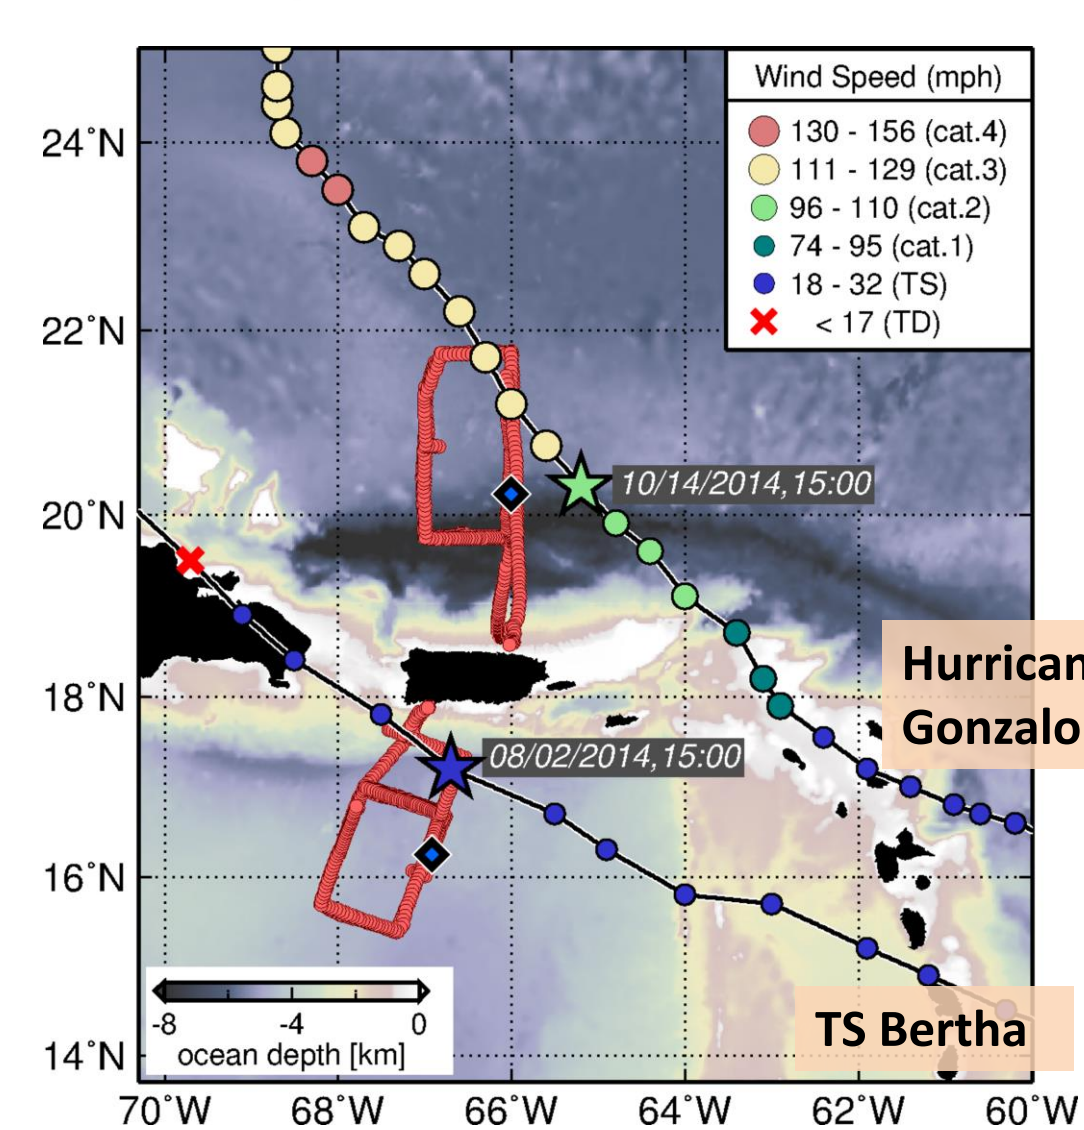 24°N
22°N
20°N
18°N
16°N
14°N
Wind Speed (mph)
130 - 156 (cat.4)
111 - 129 (cat.3)
96 - 110 (cat.2)
74 - 95 (cat.1)
18 - 32 (TS)
< 17 (TD)
10/14/2014,15:00
Hurrican
Gonzalo
08/02/2014,15:00
TS Bertha
-8 -4 0
ocean depth [km]
70°W 68°W 66°W 64°W 62°W 60°W